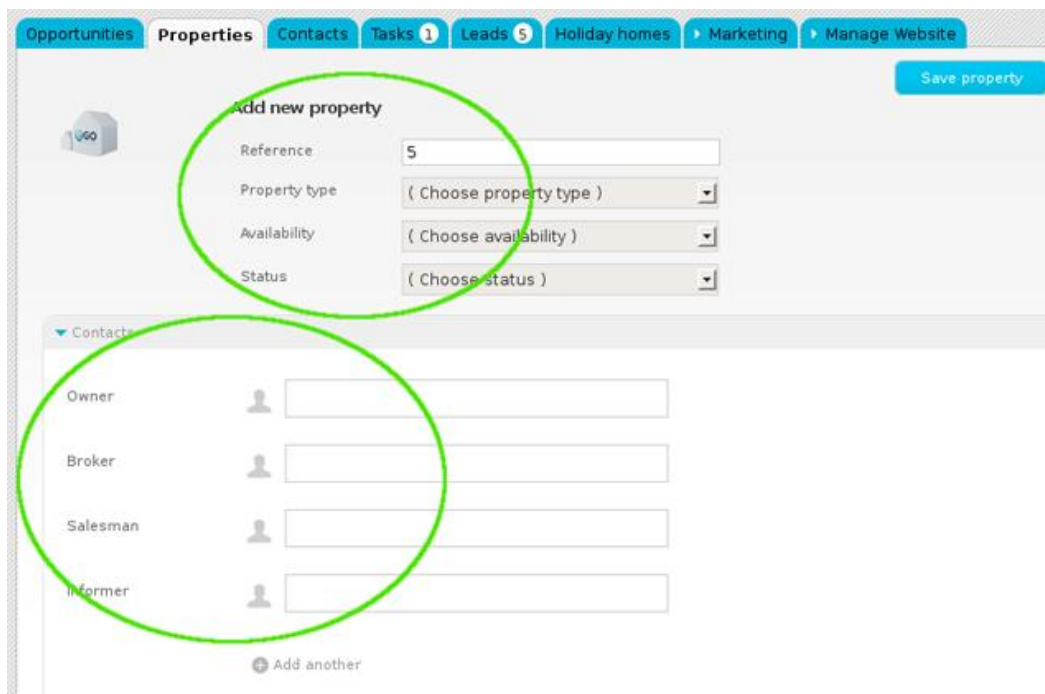 Opportunities Properties Contacts Tasks 1 Leads 5 Holiday homes Marketing Manage Website
Save property
Add new property
Reference 5
Property type ( Choose property type )
Availability ( Choose availability )
Status ( Choose status )
Contacts
Owner
Broker
Salesman
Informer
Add another